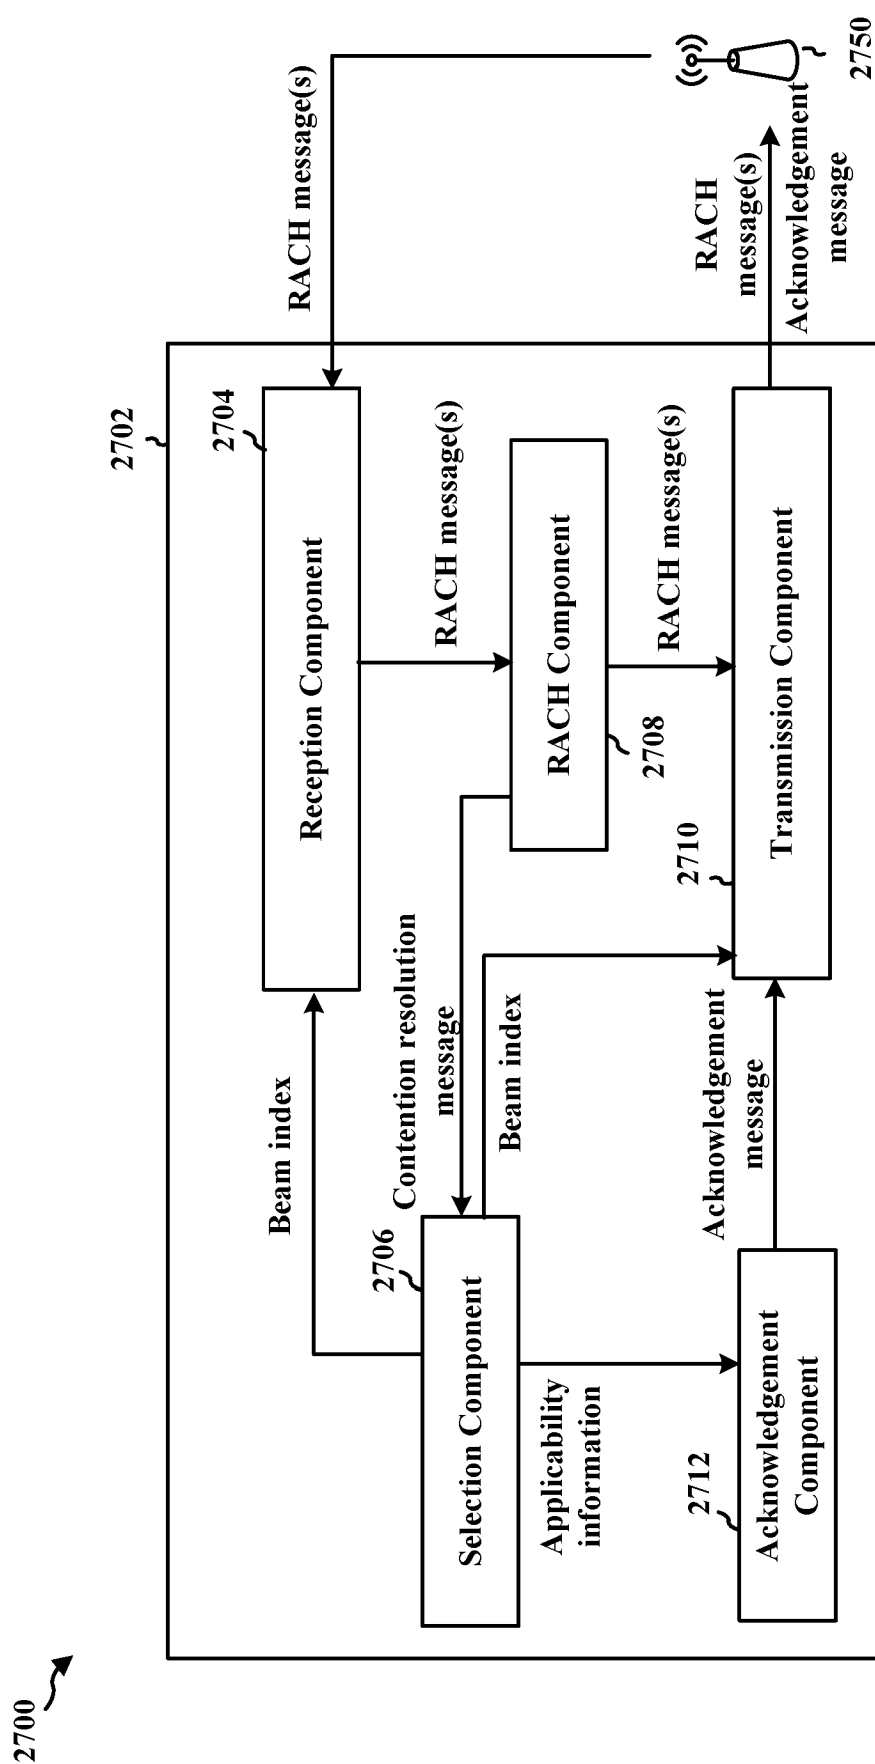 2700
2702
2704
Reception Component
RACH message(s)
Beam index
RACH message(s)
Contention resolution
message
2706
Selection Component
RACH Component
2708
Beam index
RACH message(s)
Applicability
information
2710
Transmission Component
RACH
message(s)
Acknowledgement
message
2750
Acknowledgement
message
2712
Acknowledgement
Component